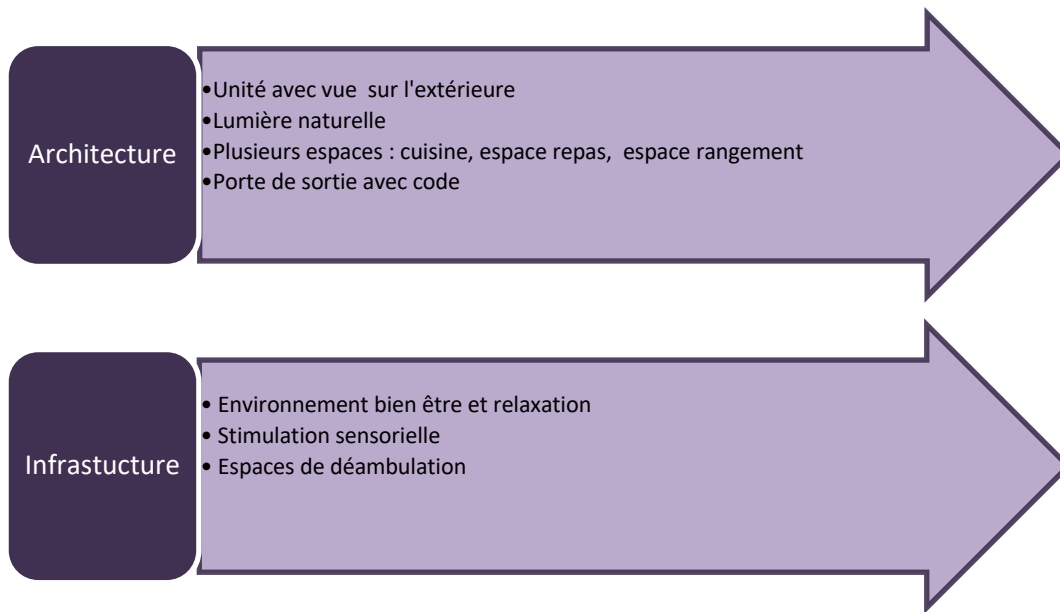 Architecture
•Unité avec vue  sur l'extérieure
•Lumière naturelle
•Plusieurs espaces : cuisine, espace repas,  espace rangement
•Porte de sortie avec code
Infrastucture
• Environnement bien être et relaxation
• Stimulation sensorielle
• Espaces de déambulation